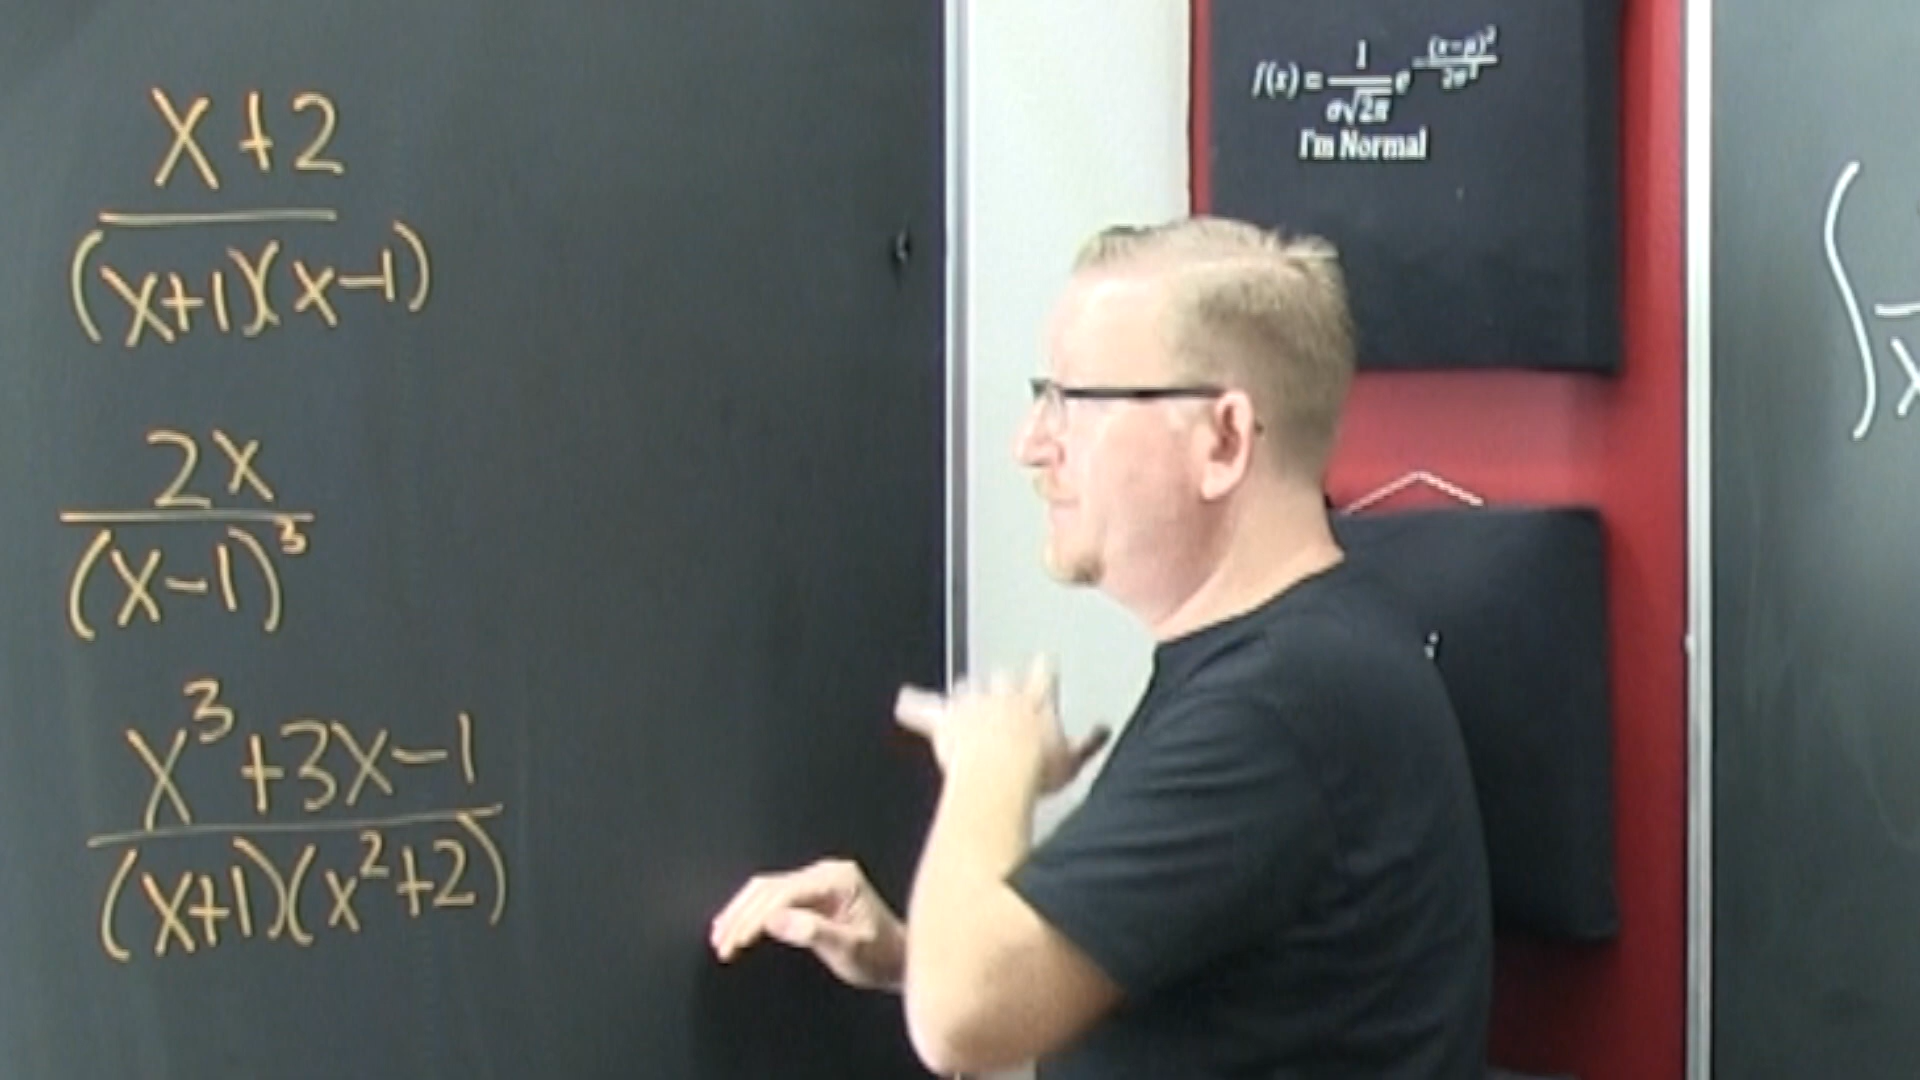 x+2
(x+1)(x-1)
2x
(x-1)³
x³+3x-1
(x+1)(x²+2)
f(x) = 1/σ√2π e^-(x-μ)²/2σ²
I'm Normal
∫
x